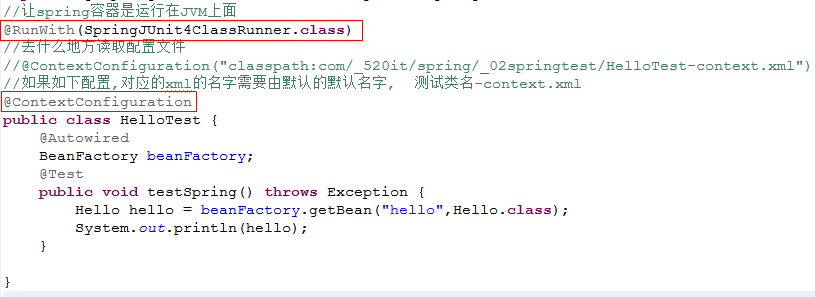 //让spring容器是运行在JVM上面
@RunWith(SpringJUnit4ClassRunner.class)
//去什么地方读取配置文件
//@ContextConfiguration("classpath:com/_520it/spring/_02springtest/HelloTest-context.xml")
//如果如下配置,对应的xml的名字需要由默认的默认名字, 测试类名-context.xml
@ContextConfiguration
public class HelloTest {
    @Autowired
    BeanFactory beanFactory;
    @Test
    public void testSpring() throws Exception {
        Hello hello = beanFactory.getBean("hello",Hello.class);
        System.out.println(hello);
    }
}